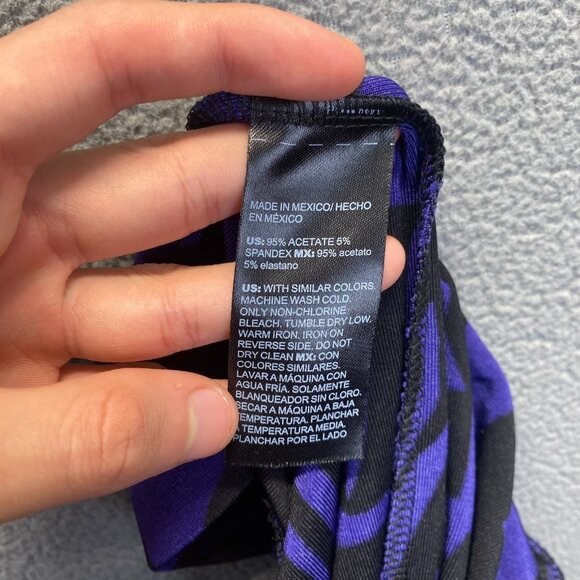 MADE IN MEXICO/ HECHO
EN MÉXICO
US: 95% ACETATE 5%
SPANDEX MX: 95% acetato
5% elastano
US: WITH SIMILAR COLORS.
MACHINE WASH COLD.
ONLY NON-CHLORINE
BLEACH. TUMBLE DRY LOW.
WARM IRON. IRON ON
REVERSE SIDE. DO NOT
DRY CLEAN MX: CON
COLORES SIMILARES.
LAVAR A MÁQUINA CON
AGUA FRÍA. SOLAMENTE
BLANQUEADOR SIN CLORO.
SECAR A MÁQUINA A BAJA
TEMPERATURA. PLANCHAR
A TEMPERATURA MEDIA.
PLANCHAR POR EL LADO